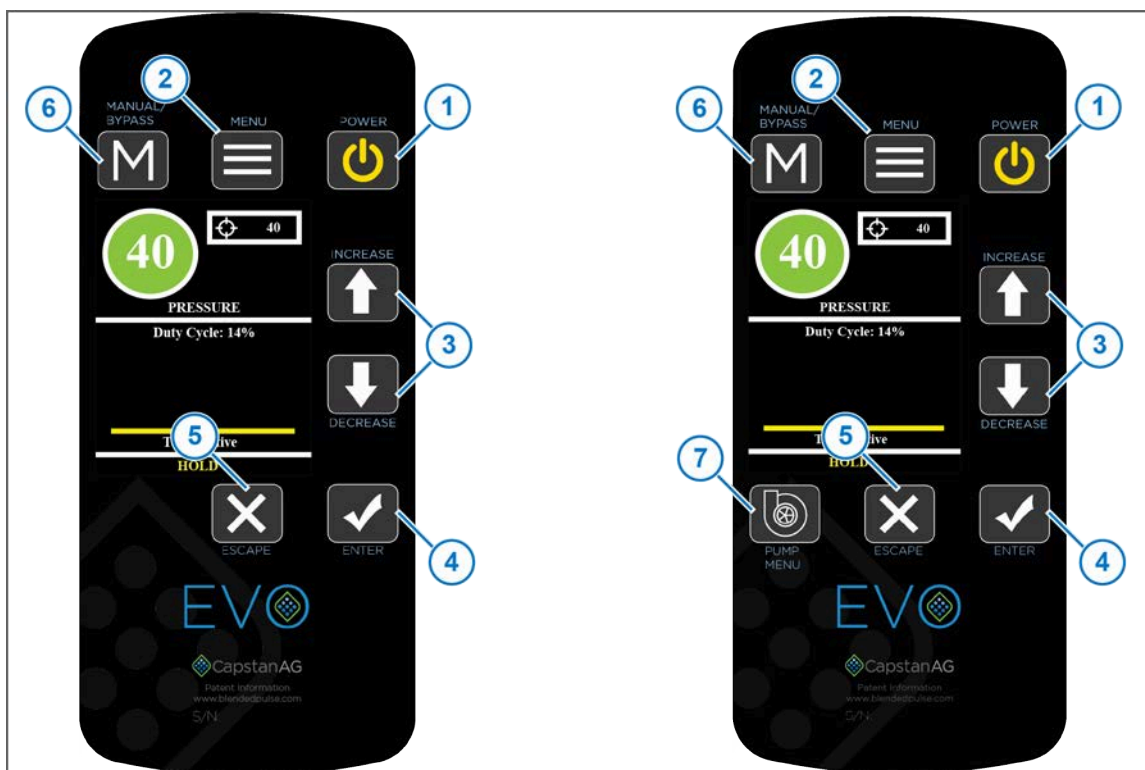 MANUAL/
BYPASS
MENU
POWER
6
2
1
M
40
40
INCREASE
PRESSURE
Duty Cycle: 14%
3
DECREASE
5
HOLD
ESCAPE
ENTER
4
EVO
CapstanAG
Patent Information
www.blendedpulse.com
S/N:
MANUAL/
BYPASS
MENU
POWER
6
2
1
M
40
40
INCREASE
PRESSURE
Duty Cycle: 14%
3
DECREASE
5
HOLD
7
PUMP
MENU
ESCAPE
ENTER
4
EVO
CapstanAG
Patent Information
www.blendedpulse.com
S/N: